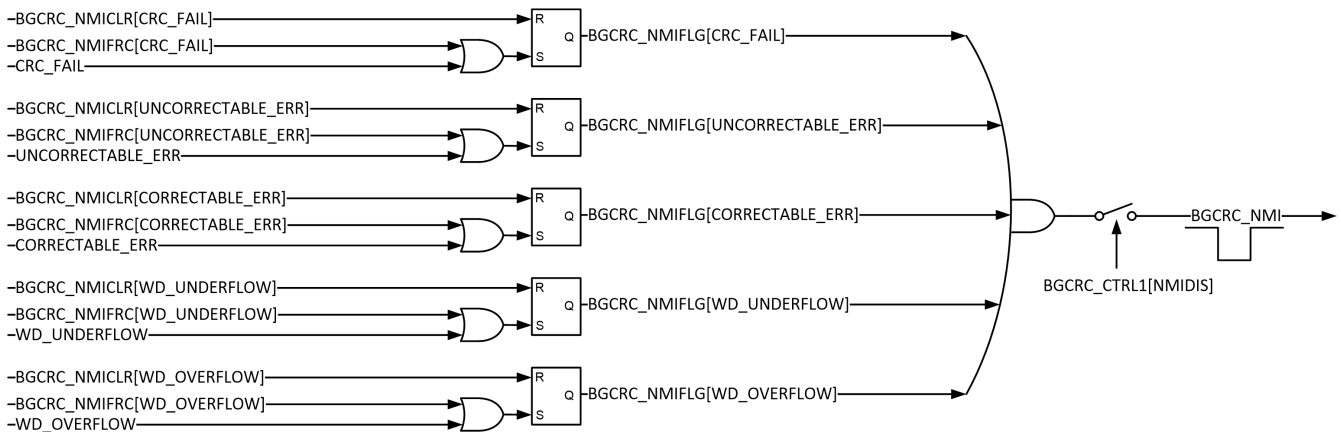 BGCRC_NMICLR[CRC_FAIL]
R
BGCRC_NMIFRC[CRC_FAIL]
Q
BGCRC_NMIFLG[CRC_FAIL]
CRC_FAIL
S
BGCRC_NMICLR[UNCORRECTABLE_ERR]
R
BGCRC_NMIFRC[UNCORRECTABLE_ERR]
Q
BGCRC_NMIFLG[UNCORRECTABLE_ERR]
UNCORRECTABLE_ERR
S
BGCRC_NMICLR[CORRECTABLE_ERR]
R
BGCRC_NMIFRC[CORRECTABLE_ERR]
Q
BGCRC_NMIFLG[CORRECTABLE_ERR]
CORRECTABLE_ERR
S
BGCRC_NMI
BGCRC_CTRL1[NMIDIS]
BGCRC_NMICLR[WD_UNDERFLOW]
R
BGCRC_NMIFRC[WD_UNDERFLOW]
Q
BGCRC_NMIFLG[WD_UNDERFLOW]
WD_UNDERFLOW
S
BGCRC_NMICLR[WD_OVERFLOW]
R
BGCRC_NMIFRC[WD_OVERFLOW]
Q
BGCRC_NMIFLG[WD_OVERFLOW]
WD_OVERFLOW
S